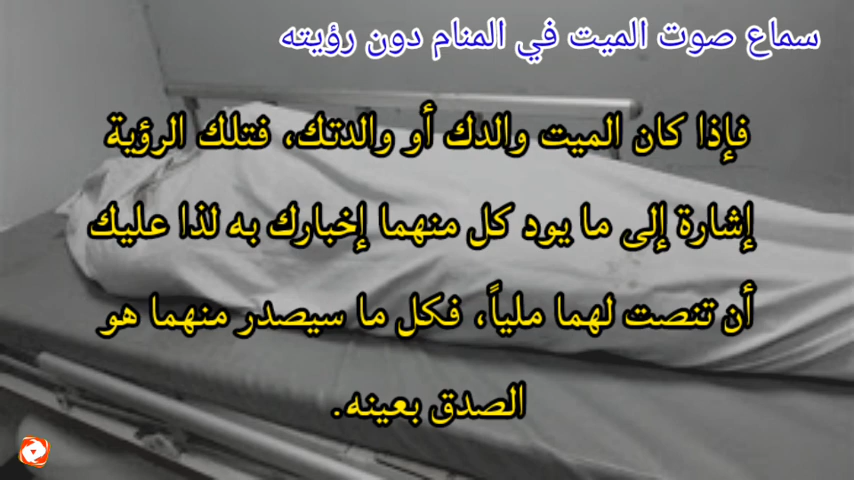 سماع صوت الميت في المنام دون رؤيته
فإذا كان الميت والدك أو والدتك، فتلك الرؤية
إشارة إلى ما يود كل منهما إخبارك به لذا عليك
أن تنصت لهما ملياً، فكل ما سيصدر منهما هو
الصدق بعينه.